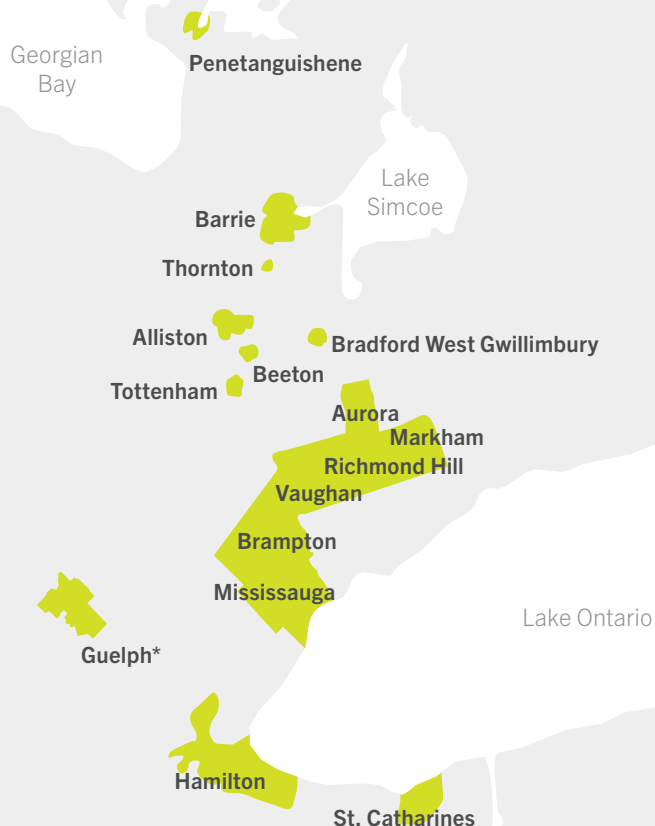 Georgian
Bay
Penetanguishene
Lake
Simcoe
Barrie
Thornton
Alliston
Bradford West Gwillimbury
Beeton
Tottenham
Aurora
Markham
Richmond Hill
Vaughan
Brampton
Mississauga
Lake Ontario
Guelph*
Hamilton
St. Catharines